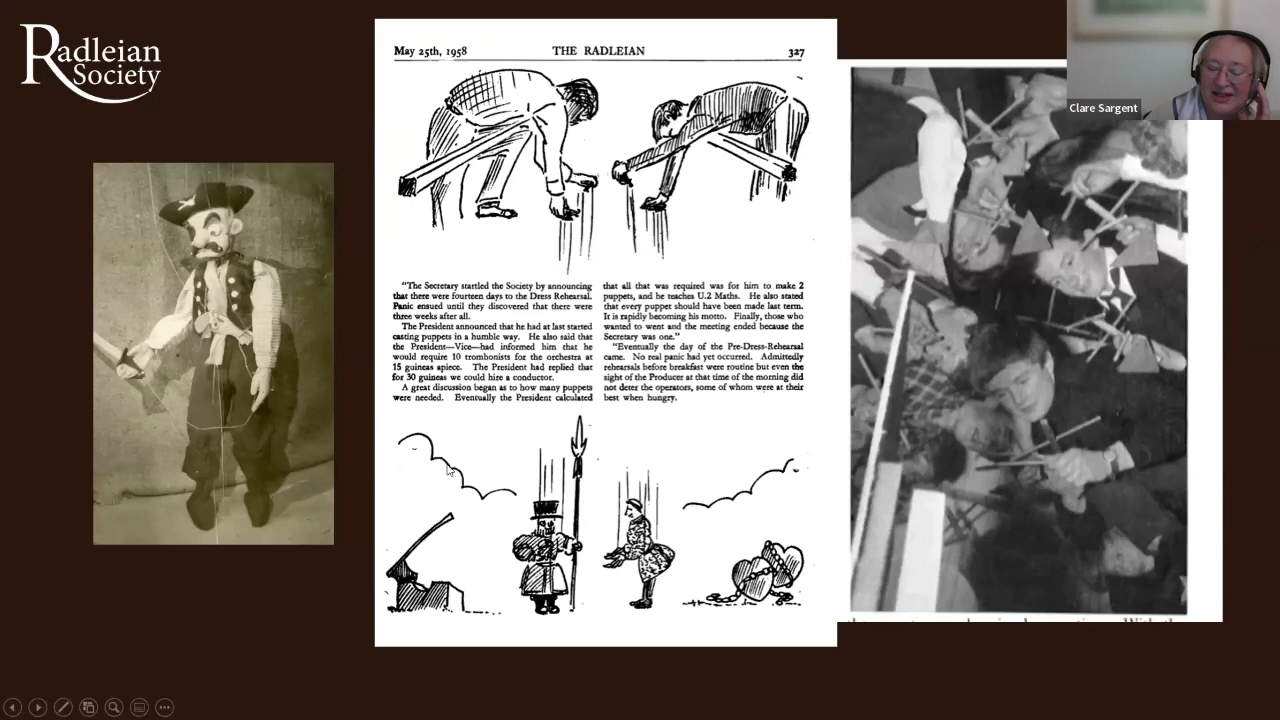 Radleian
Society
May 25th, 1958 THE RADLEIAN 327
"The Secretary startled the Society by announcing
that there were fourteen days to the Dress Rehearsal.
Panic ensued until they discovered that there were
three weeks after all.
The President announced that he had at last started
casting puppets in a humble way. He also said that
the President—Vice—had informed him that he
would require 10 trombonists for the orchestra at
15 guineas apiece. The President had replied that
for 30 guineas we could hire a conductor.
A great discussion began as to how many puppets
were needed. Eventually the President calculated
that all that was required was for him to make 2
puppets, and he teaches U.2 Maths. He also stated
that every puppet should have been made last term.
It is rapidly becoming his motto. Finally, those who
wanted to went and the meeting ended because the
Secretary was one."
"Eventually the day of the Pre-Dress-Rehearsal
came. No real panic had yet occurred. Admittedly
rehearsals before breakfast were routine but even the
sight of the Producer at that time of the morning did
not deter the operators, some of whom were at their
best when hungry.
Clare Sargent